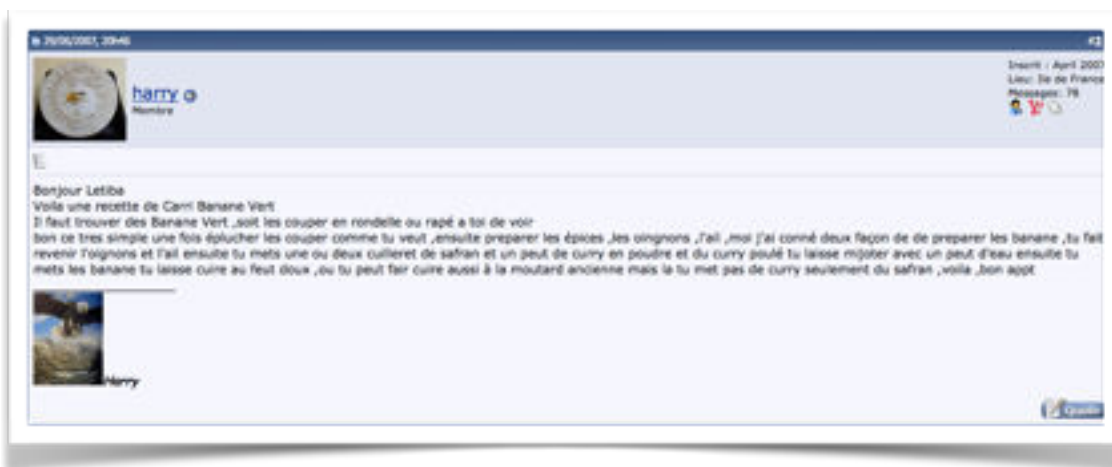 harry
Membre
Inscrit : April 2007
Lieu: Ile de France
Messages: 78
Bonjour Letiba
Voila une recette de Carri Banane Vert
Il faut trouver des Banane Vert ,soit les couper en rondelle ou rapé a toi de voir
bon ce tres simple une fois éplucher les couper comme tu veut ,ensuite preparer les épices ,les oingnons ,l'ail ,moi j'ai conné deux façon de de preparer les banane ,tu fait
revenir l'oignons et l'ail ensuite tu mets une ou deux cuilleret de safran et un peut de curry en poudre et du curry poulé tu laisse mijoter avec un peut d'eau ensuite tu
mets les banane tu laisse cuire au feut doux ,ou tu peut fair cuire aussi à la moutard ancienne mais la tu met pas de curry seulement du safran ,voila ,bon appt
Harry